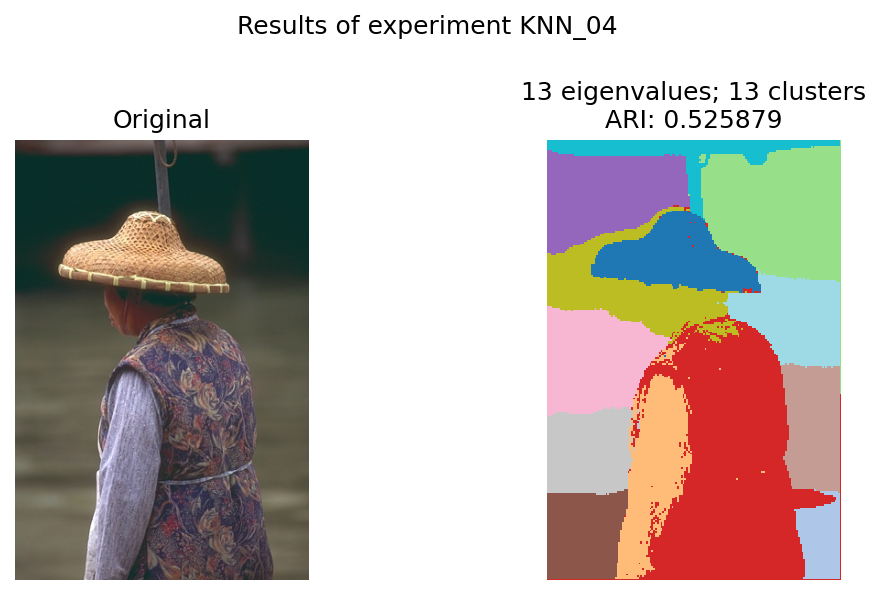 Results of experiment KNN_04
Original
13 eigenvalues; 13 clusters
ARI: 0.525879